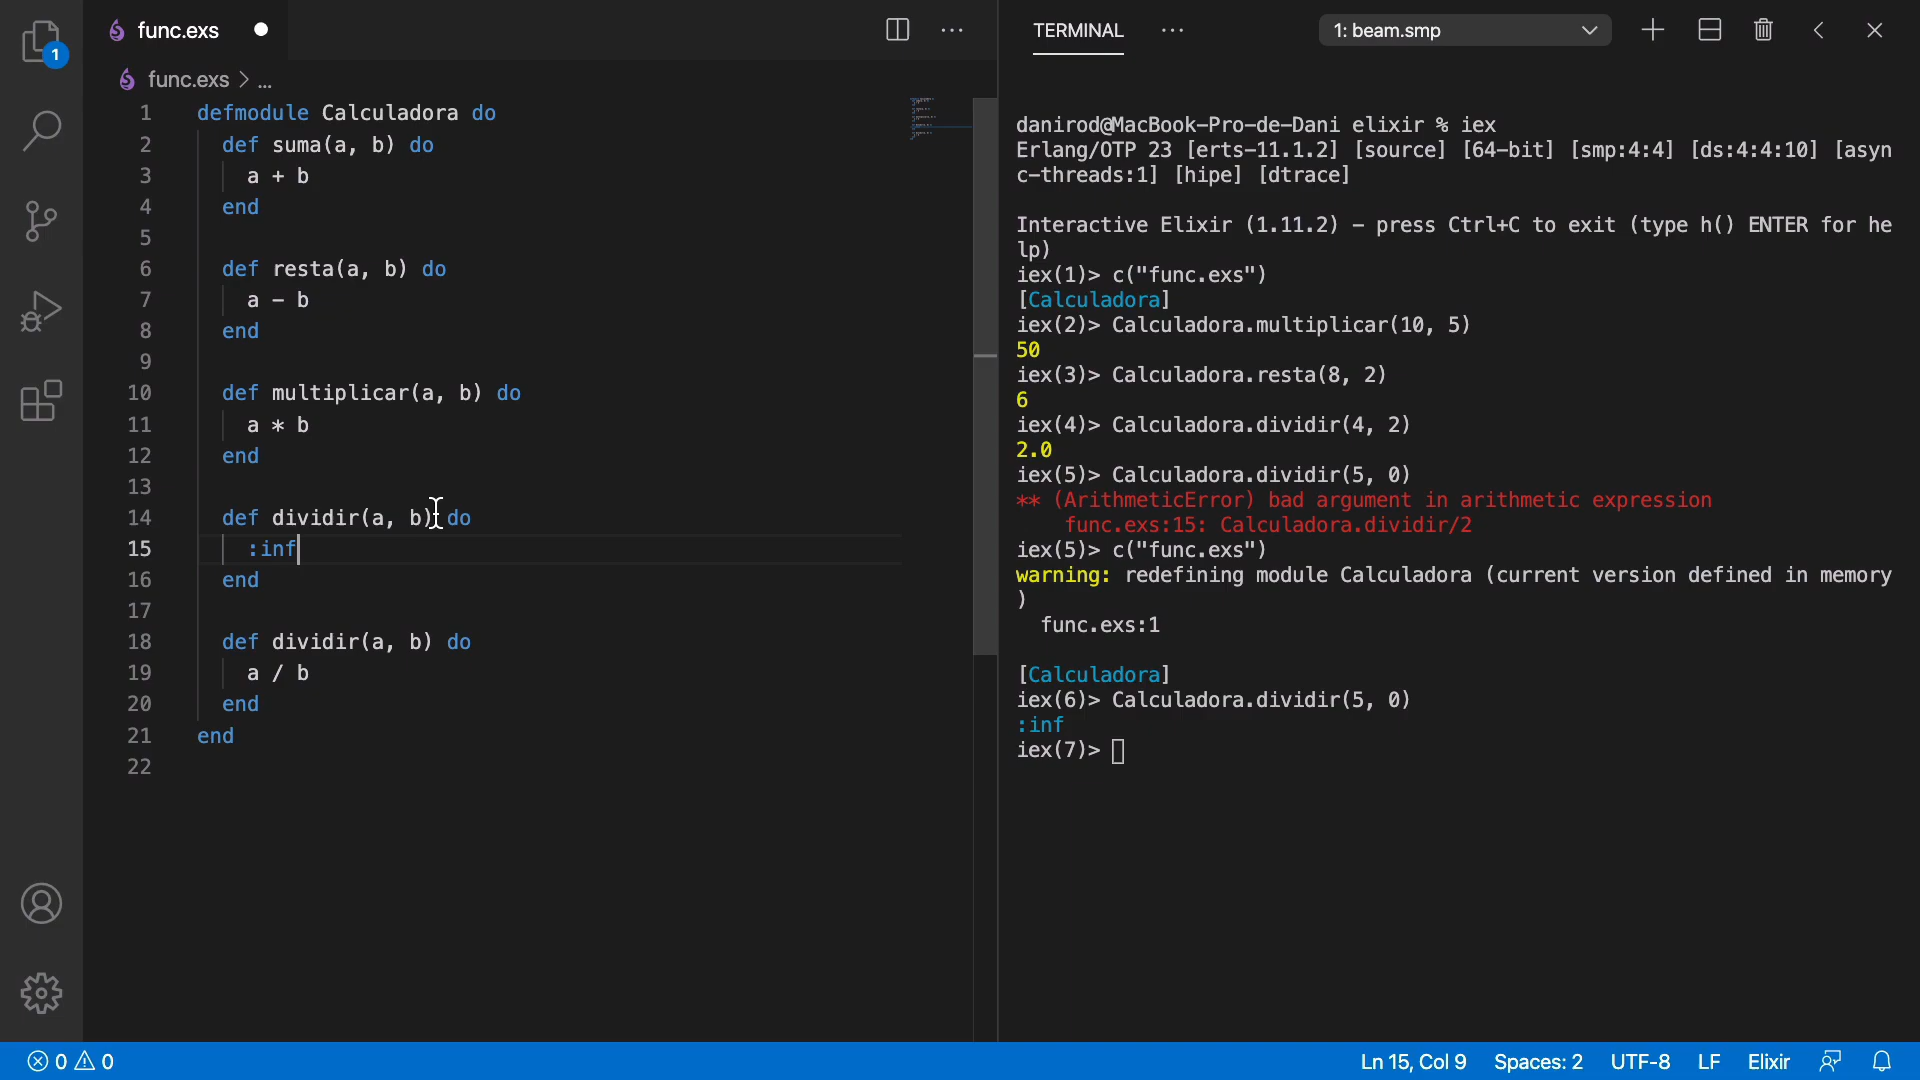 func.exs
1
func.exs > ...
1 defmodule Calculadora do
2 def suma(a, b) do
3 a + b
4 end
5
6 def resta(a, b) do
7 a - b
8 end
9
10 def multiplicar(a, b) do
11 a * b
12 end
13
14 def dividir(a, b) do
15 :inf
16 end
17
18 def dividir(a, b) do
19 a / b
20 end
21 end
22
TERMINAL ... 1: beam.smp
danirod@MacBook-Pro-de-Dani elixir % iex
Erlang/OTP 23 [erts-11.1.2] [source] [64-bit] [smp:4:4] [ds:4:4:10] [asyn
c-threads:1] [hipe] [dtrace]
Interactive Elixir (1.11.2) - press Ctrl+C to exit (type h() ENTER for he
lp)
iex(1)> c("func.exs")
[Calculadora]
iex(2)> Calculadora.multiplicar(10, 5)
50
iex(3)> Calculadora.resta(8, 2)
6
iex(4)> Calculadora.dividir(4, 2)
2.0
iex(5)> Calculadora.dividir(5, 0)
** (ArithmeticError) bad argument in arithmetic expression
func.exs:15: Calculadora.dividir/2
iex(5)> c("func.exs")
warning: redefining module Calculadora (current version defined in memory
)
func.exs:1
[Calculadora]
iex(6)> Calculadora.dividir(5, 0)
:inf
iex(7)>
0 0 Ln 15, Col 9 Spaces: 2 UTF-8 LF Elixir